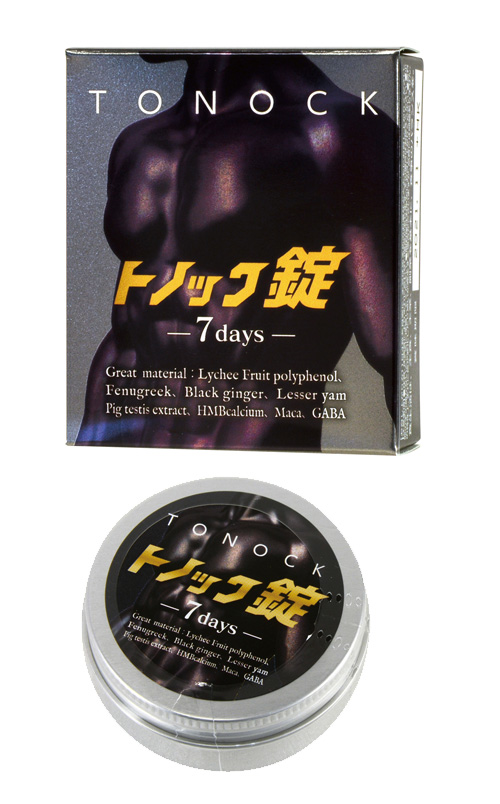 TONOCK
トノック錠
— 7days —
Great material : Lychee Fruit polyphenol、
Fenugreek、Black ginger、Lesser yam
Pig testis extract、HMBcalcium、Maca、GABA
TONOCK
トノック錠
— 7days —
Great material : Lychee Fruit polyphenol、
Fenugreek、Black ginger、Lesser yam
Pig testis extract、HMBcalcium、Maca、GABA